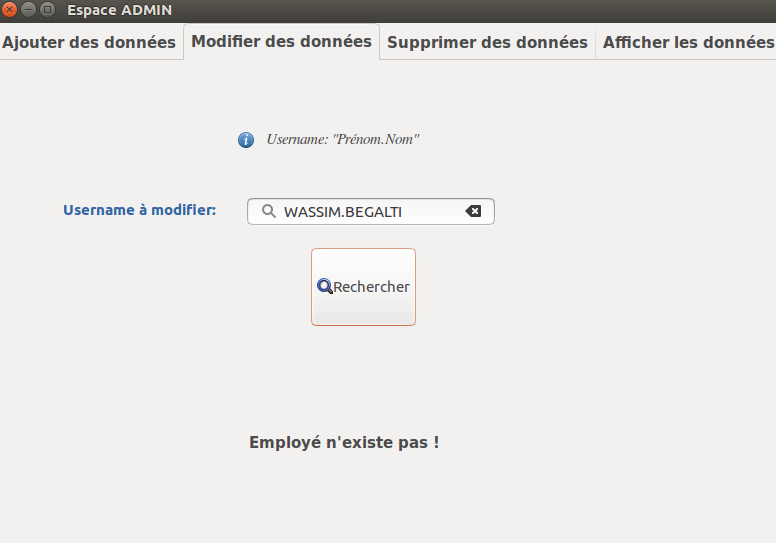 Espace ADMIN
Ajouter des données Modifier des données Supprimer des données Afficher les données
Username: "Prénom.Nom"
Username à modifier: WASSIM.BEGALTI
Rechercher
Employé n'existe pas !